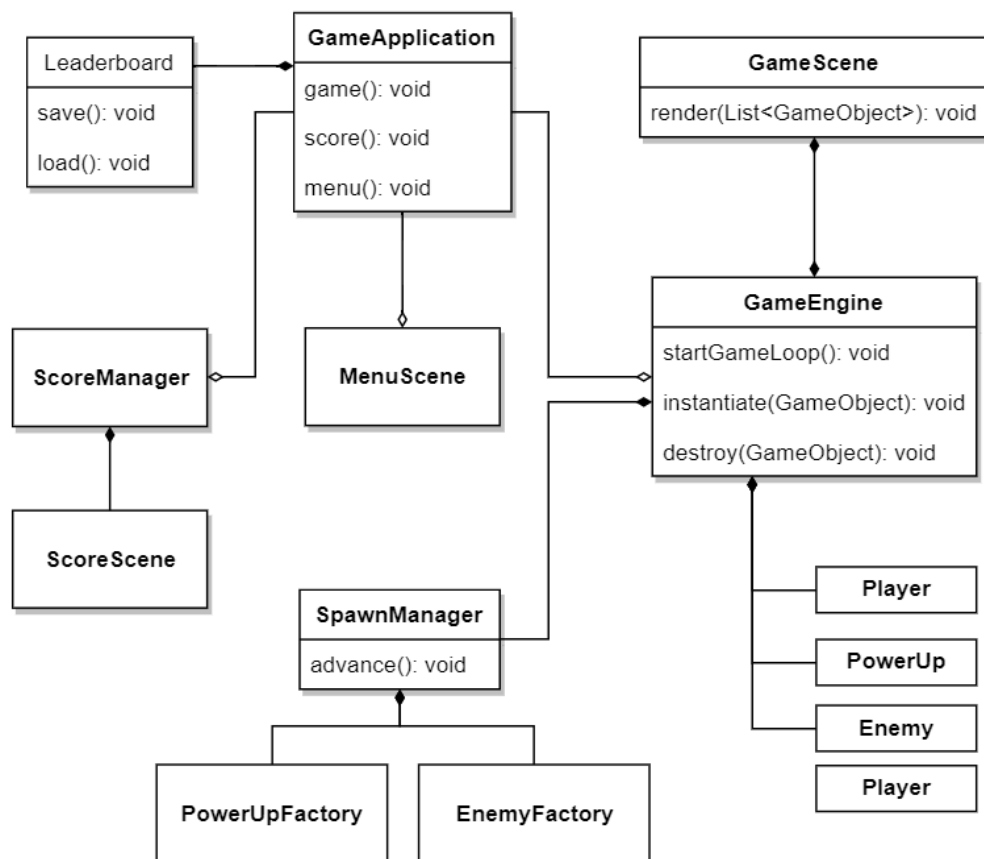 Leaderboard
save(): void
load(): void
GameApplication
game(): void
score(): void
menu(): void
GameScene
render(List<GameObject>): void
GameEngine
startGameLoop(): void
instantiate(GameObject): void
destroy(GameObject): void
ScoreManager
MenuScene
ScoreScene
SpawnManager
advance(): void
Player
PowerUp
Enemy
Player
PowerUpFactory
EnemyFactory